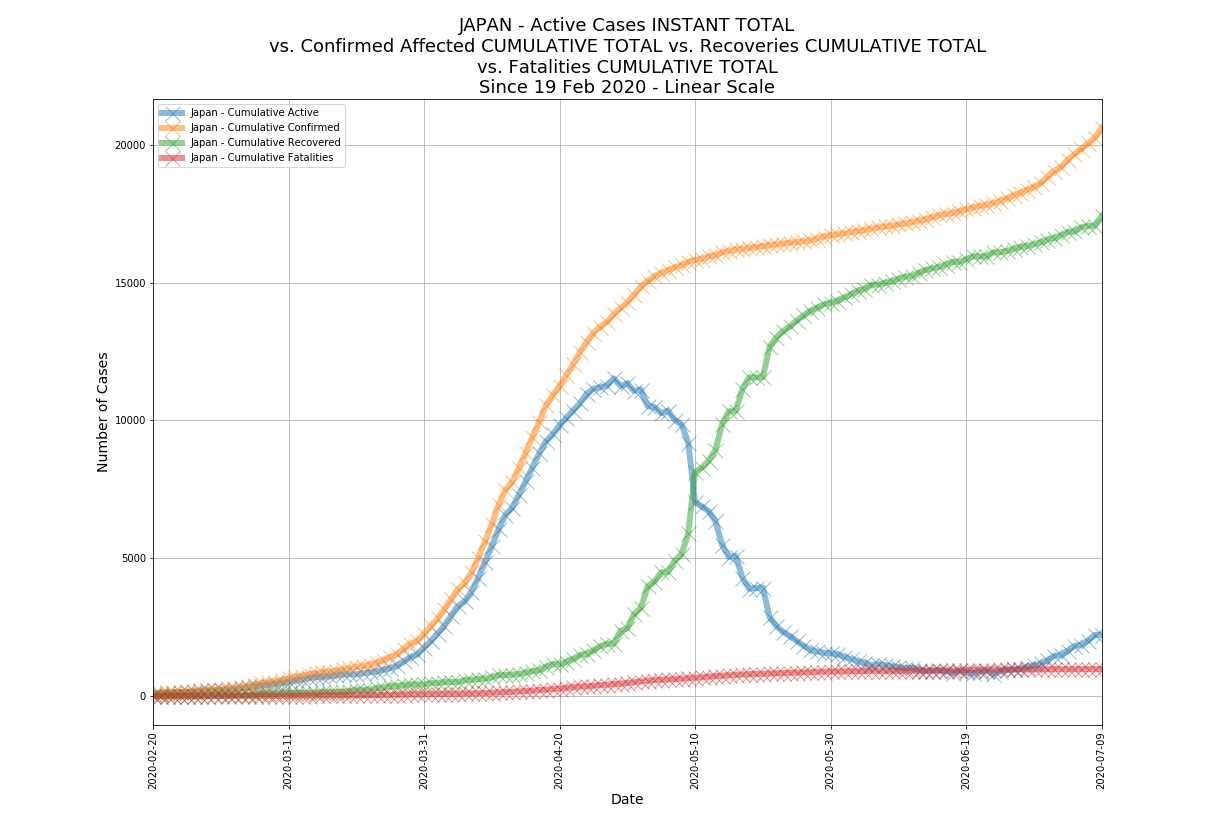 JAPAN - Active Cases INSTANT TOTAL
vs. Confirmed Affected CUMULATIVE TOTAL vs. Recoveries CUMULATIVE TOTAL
vs. Fatalities CUMULATIVE TOTAL
Since 19 Feb 2020 - Linear Scale
Japan - Cumulative Active
Japan - Cumulative Confirmed
Japan - Cumulative Recovered
Japan - Cumulative Fatalities
Number of Cases
20000
15000
10000
5000
0
2020-02-20
2020-03-11
2020-03-31
2020-04-20
2020-05-10
2020-05-30
2020-06-19
2020-07-09
Date